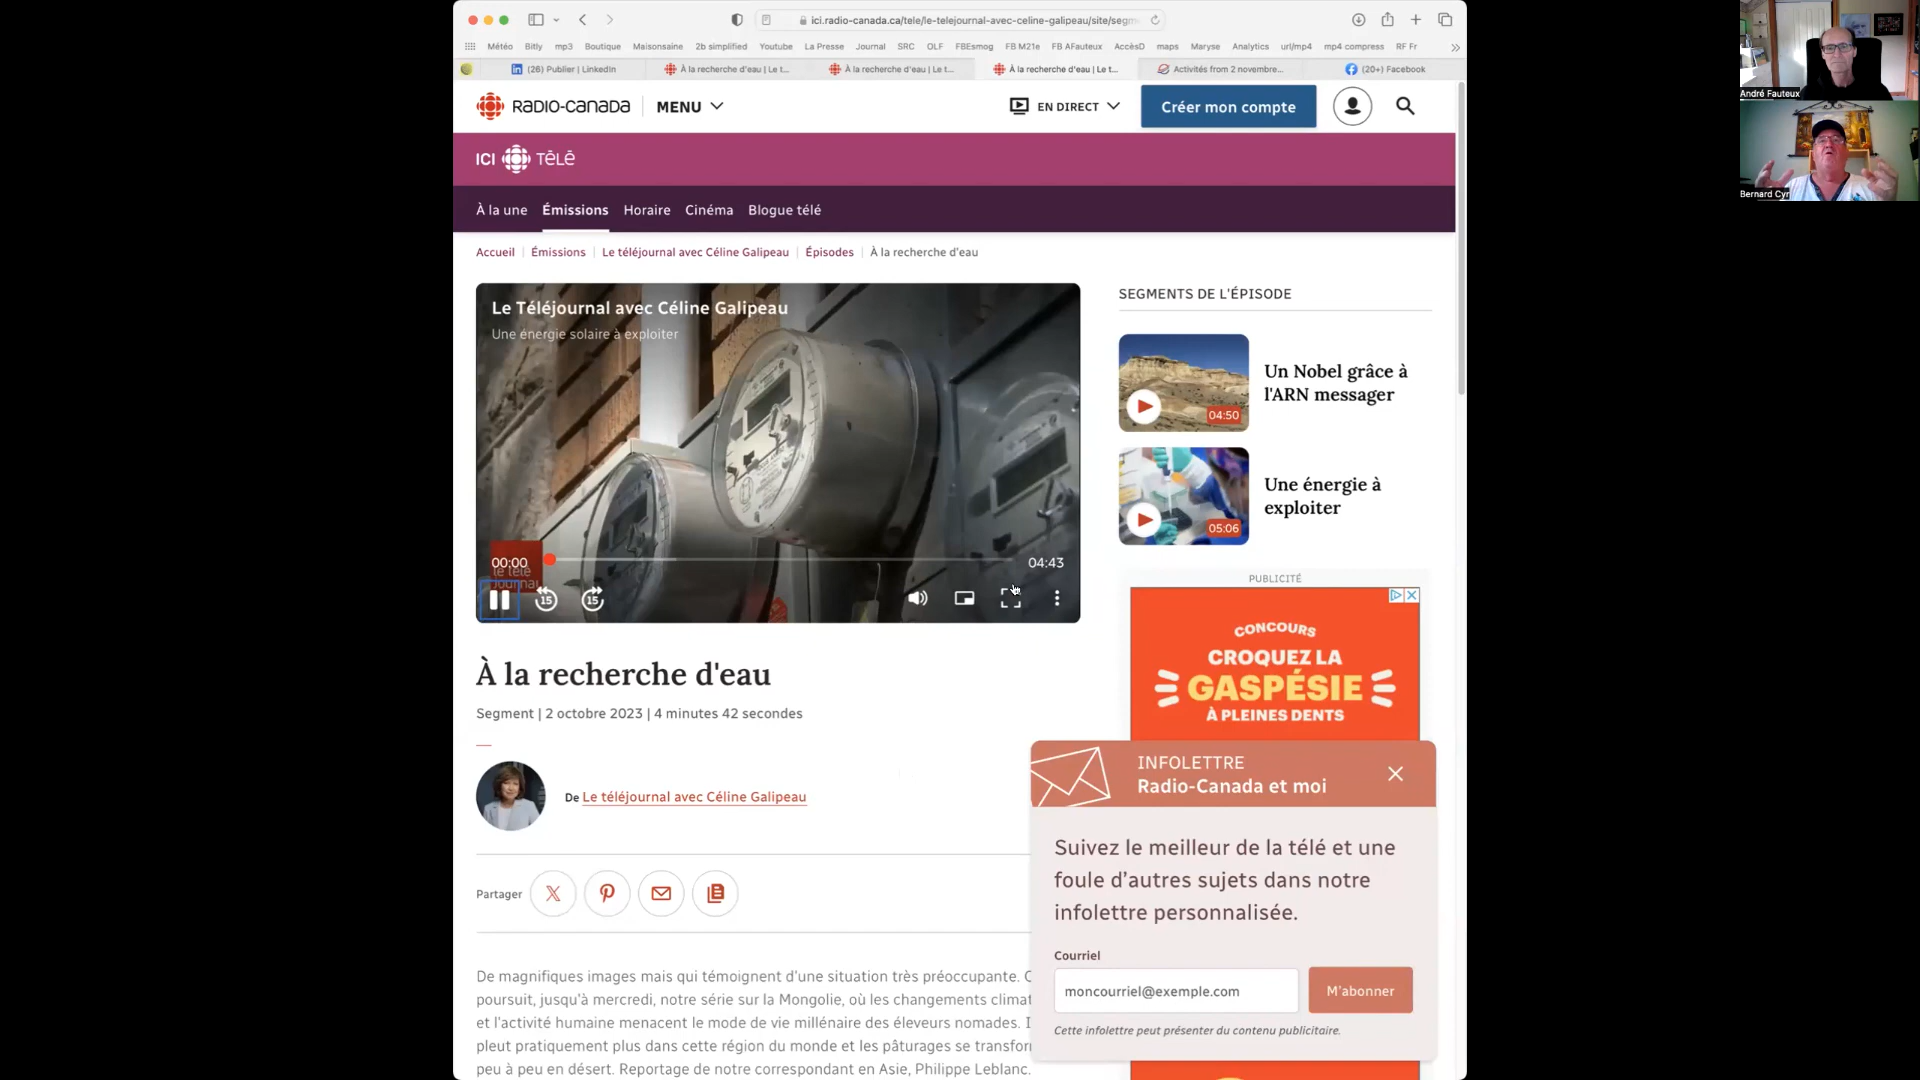 ici.radio-canada.ca/tele/le-telejournal-avec-celine-galipeau/site/segm
Météo Bitly mp3 Boutique Maisonsaine 2b simplified Youtube La Presse Journal SRC OLF FBEsmog FB M21e FB AFauteux AccèsD maps Maryse Analytics url/mp4 mp4 compress RF Fr
(26) Publier | LinkedIn
À la recherche d'eau | Le t...
À la recherche d'eau | Le t...
À la recherche d'eau | Le t...
Activités from 2 novembre...
(20+) Facebook
RADIO-CANADA MENU
EN DIRECT
Créer mon compte
ICI TÉLÉ
À la une Émissions Horaire Cinéma Blogue télé
Accueil | Émissions | Le téléjournal avec Céline Galipeau | Épisodes | À la recherche d'eau
Le Téléjournal avec Céline Galipeau
Une énergie solaire à exploiter
00:00
04:43
le télé
journal
15 15
À la recherche d'eau
Segment | 2 octobre 2023 | 4 minutes 42 secondes
De Le téléjournal avec Céline Galipeau
Partager
De magnifiques images mais qui témoignent d'une situation très préoccupante.
poursuit, jusqu'à mercredi, notre série sur la Mongolie, où les changements climat
et l'activité humaine menacent le mode de vie millénaire des éleveurs nomades. I
pleut pratiquement plus dans cette région du monde et les pâturages se transfor
peu à peu en désert. Reportage de notre correspondant en Asie, Philippe Leblanc.
SEGMENTS DE L'ÉPISODE
04:50
Un Nobel grâce à
l'ARN messager
05:06
Une énergie à
exploiter
PUBLICITÉ
CONCOURS
CROQUEZ LA
GASPÉSIE
À PLEINES DENTS
INFOLETTRE
Radio-Canada et moi
Suivez le meilleur de la télé et une
foule d'autres sujets dans notre
infolettre personnalisée.
Courriel
moncourriel@exemple.com
M'abonner
Cette infolettre peut présenter du contenu publicitaire.
André Fauteux
Bernard Cyr